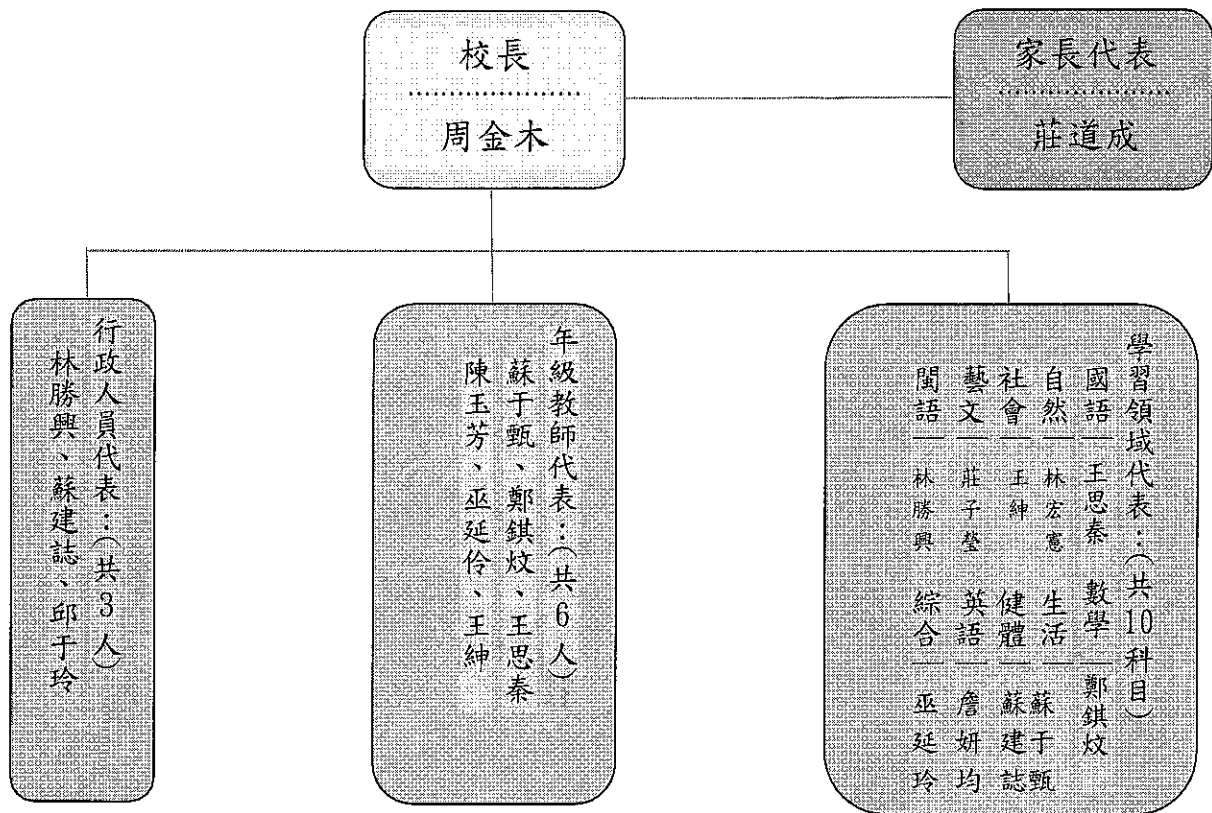 校長
周金木
家長代表
莊道成
行政人員代表：(共3人)
林勝興、蘇建誌、邱于玲
年級教師代表：(共6人)
蘇于甄、鄭錤炆、王思秦
陳玉芳、巫延伶、王紳
學習領域代表：(共10科目)
國語—王思秦 數學—鄭錤炆
自然—林宏憲 生活—蘇于甄
社會—王紳 健體—蘇建誌
藝文—莊子瑩 英語—詹妍均
閩語—林勝興 綜合—巫延玲